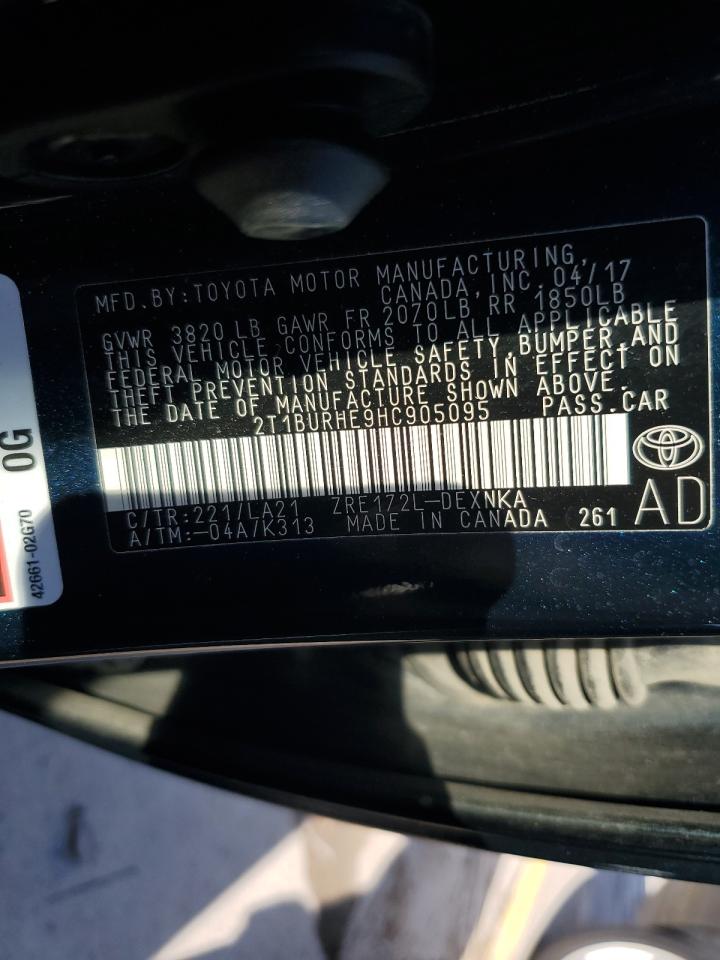 MFD.BY:TOYOTA MOTOR MANUFACTURING,
CANADA, INC. 04/17
GVWR 3820 LB GAWR FR 2070LB RR 1850LB
THIS VEHICLE CONFORMS TO ALL APPLICABLE
FEDERAL MOTOR VEHICLE SAFETY,BUMPER,AND
THEFT PREVENTION STANDARDS IN EFFECT ON
THE DATE OF MANUFACTURE SHOWN ABOVE.
2T1BURHE9HC905095 PASS.CAR
C/TR:221/LA21 ZRE172L-DEXNKA
A/TM:-04A/K313 MADE IN CANADA 261
AD
0G
42661-02G70